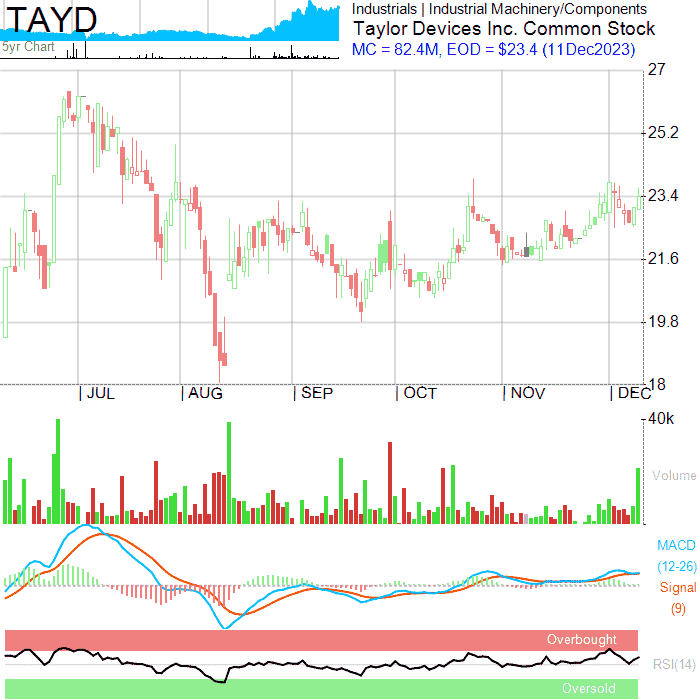 TAYD
Industrials | Industrial Machinery/Components
Taylor Devices Inc. Common Stock
5yr Chart
MC = 82.4M, EOD = $23.4 (11Dec2023)
27
25.2
23.4
21.6
19.8
18
JUL
AUG
SEP
OCT
NOV
DEC
40k
Volume
MACD
(12-26)
Signal
(9)
Overbought
RSI(14)
Oversold